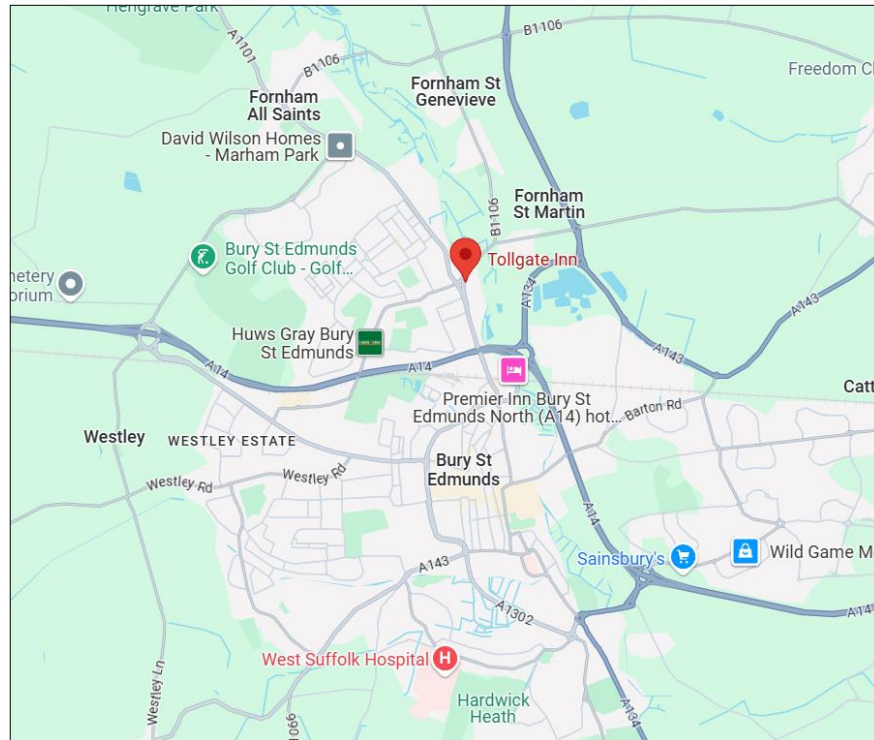 Hengrave Park
A1101
B1106
B1106
Fornham
All Saints
Fornham St
Genevieve
Freedom C
David Wilson Homes
- Marham Park
Fornham
St Martin
B1106
Bury St Edmunds
Golf Club - Golf...
Tollgate Inn
metery
orium
A134
A143
Huws Gray Bury
St Edmunds
A143
A14
A14
Premier Inn Bury St
Edmunds North (A14) hot...
Catt
Barton Rd
Westley
WESTLEY ESTATE
Bury St
Edmunds
Westley Rd
Westley Rd
A14
Sainsbury's
Wild Game M
A143
A1302
A14
West Suffolk Hospital
H
Westley Ln
Hardwick
Heath
A134